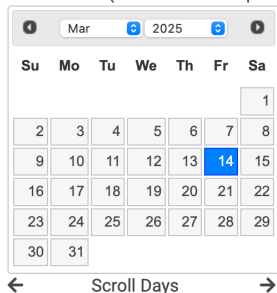 Mar 2025
Su Mo Tu We Th Fr Sa
1
2 3 4 5 6 7 8
9 10 11 12 13 14 15
16 17 18 19 20 21 22
23 24 25 26 27 28 29
30 31
Scroll Days